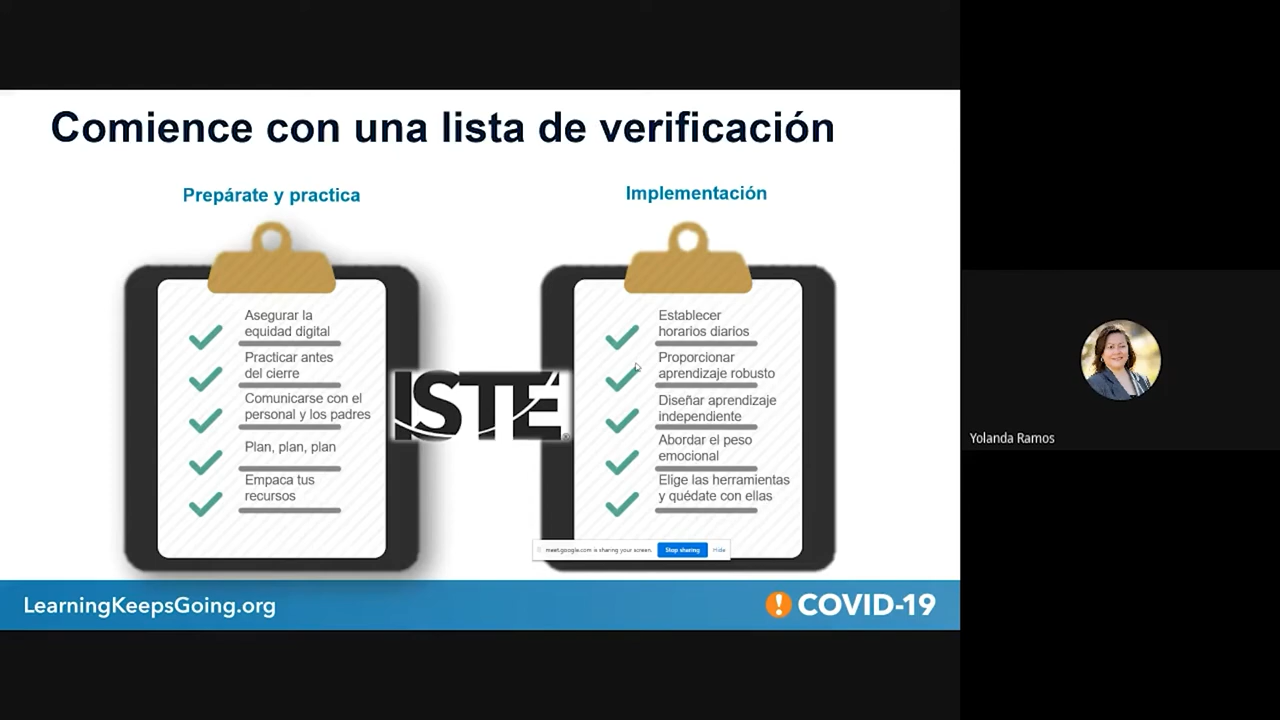 Comience con una lista de verificación
Prepárate y practica
Asegurar la
equidad digital
Practicar antes
del cierre
Comunicarse con el
personal y los padres
Plan, plan, plan
Empaca tus
recursos
ISTE®
Implementación
Establecer
horarios diarios
Proporcionar
aprendizaje robusto
Diseñar aprendizaje
independiente
Abordar el peso
emocional
Elige las herramientas
y quédate con ellas
meet.google.com is sharing your screen.
Stop sharing
Hide
LearningKeepsGoing.org
! COVID-19
Yolanda Ramos